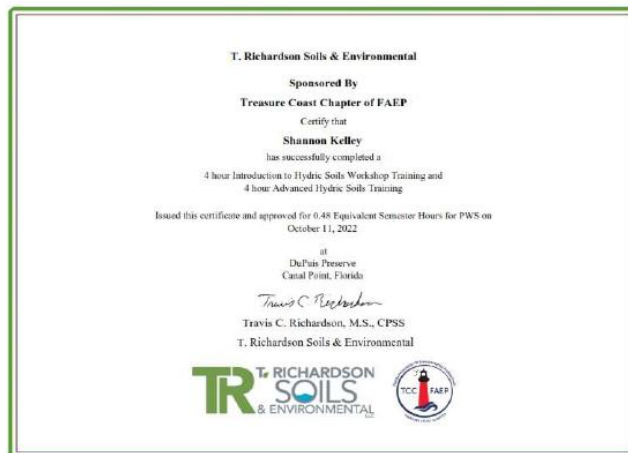 T. Richardson Soils & Environmental
Sponsored By
Treasure Coast Chapter of FAEP
Certify that
Shannon Kelley
has successfully completed a
4 hour Introduction to Hydric Soils Workshop Training and
4 hour Advanced Hydric Soils Training
Issued this certificate and approved for 0.48 Equivalent Semester Hours for PWS on
October 11, 2022
at
DuPuis Preserve
Canal Point, Florida
Travis C. Richardson
Travis C. Richardson, M.S., CPSS
T. Richardson Soils & Environmental
TR T. RICHARDSON
SOILS
& ENVIRONMENTAL
TCC FAEP